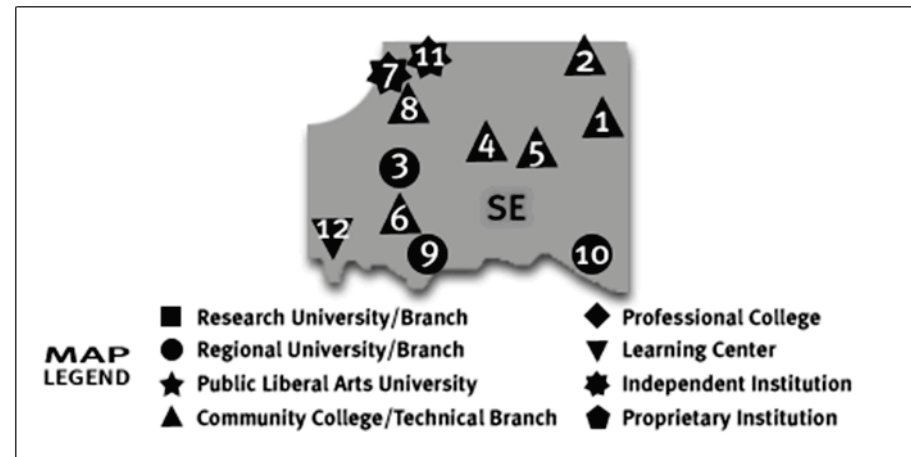 11
2
7
8
1
4
5
3
SE
6
12
9
10
MAP
LEGEND
Research University/Branch
Regional University/Branch
Public Liberal Arts University
Community College/Technical Branch
Professional College
Learning Center
Independent Institution
Proprietary Institution